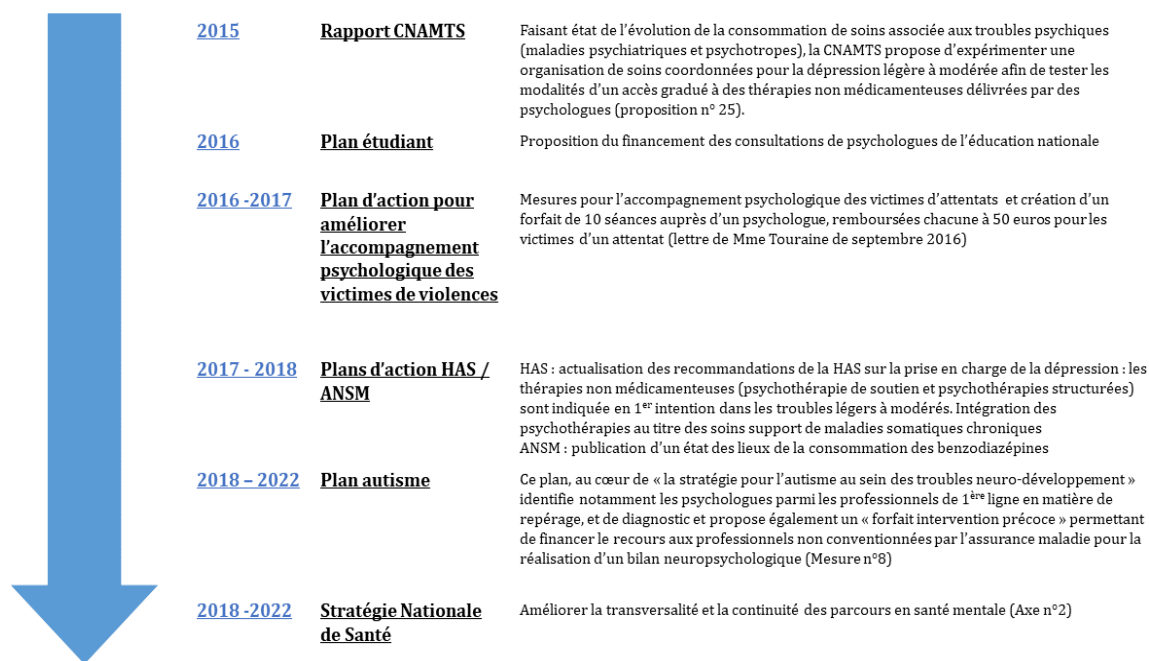 2015
Rapport CNAMTS
Faisant état de l'évolution de la consommation de soins associée aux troubles psychiques
(maladies psychiatriques et psychotropes), la CNAMTS propose d'expérimenter une
organisation de soins coordonnées pour la dépression légère à modérée afin de tester les
modalités d'un accès gradué à des thérapies non médicamenteuses délivrées par des
psychologues (proposition n° 25).
2016
Plan étudiant
Proposition du financement des consultations de psychologues de l'éducation nationale
2016 -2017
Plan d'action pour
améliorer
l'accompagnement
psychologique des
victimes de violences
Mesures pour l'accompagnement psychologique des victimes d'attentats et création d'un
forfait de 10 séances auprès d'un psychologue, remboursées chacune à 50 euros pour les
victimes d'un attentat (lettre de Mme Touraine de septembre 2016)
2017 - 2018
Plans d'action HAS /
ANSM
HAS : actualisation des recommandations de la HAS sur la prise en charge de la dépression : les
thérapies non médicamenteuses (psychothérapie de soutien et psychothérapies structurées)
sont indiquée en 1er intention dans les troubles légers à modérés. Intégration des
psychothérapies au titre des soins support de maladies somatiques chroniques
ANSM : publication d'un état des lieux de la consommation des benzodiazépines
2018 – 2022
Plan autisme
Ce plan, au cœur de « la stratégie pour l'autisme au sein des troubles neuro-développement »
identifie notamment les psychologues parmi les professionnels de 1ère ligne en matière de
repérage, et de diagnostic et propose également un « forfait intervention précoce » permettant
de financer le recours aux professionnels non conventionnées par l'assurance maladie pour la
réalisation d'un bilan neuropsychologique (Mesure n°8)
2018 -2022
Stratégie Nationale
de Santé
Améliorer la transversalité et la continuité des parcours en santé mentale (Axe n°2)